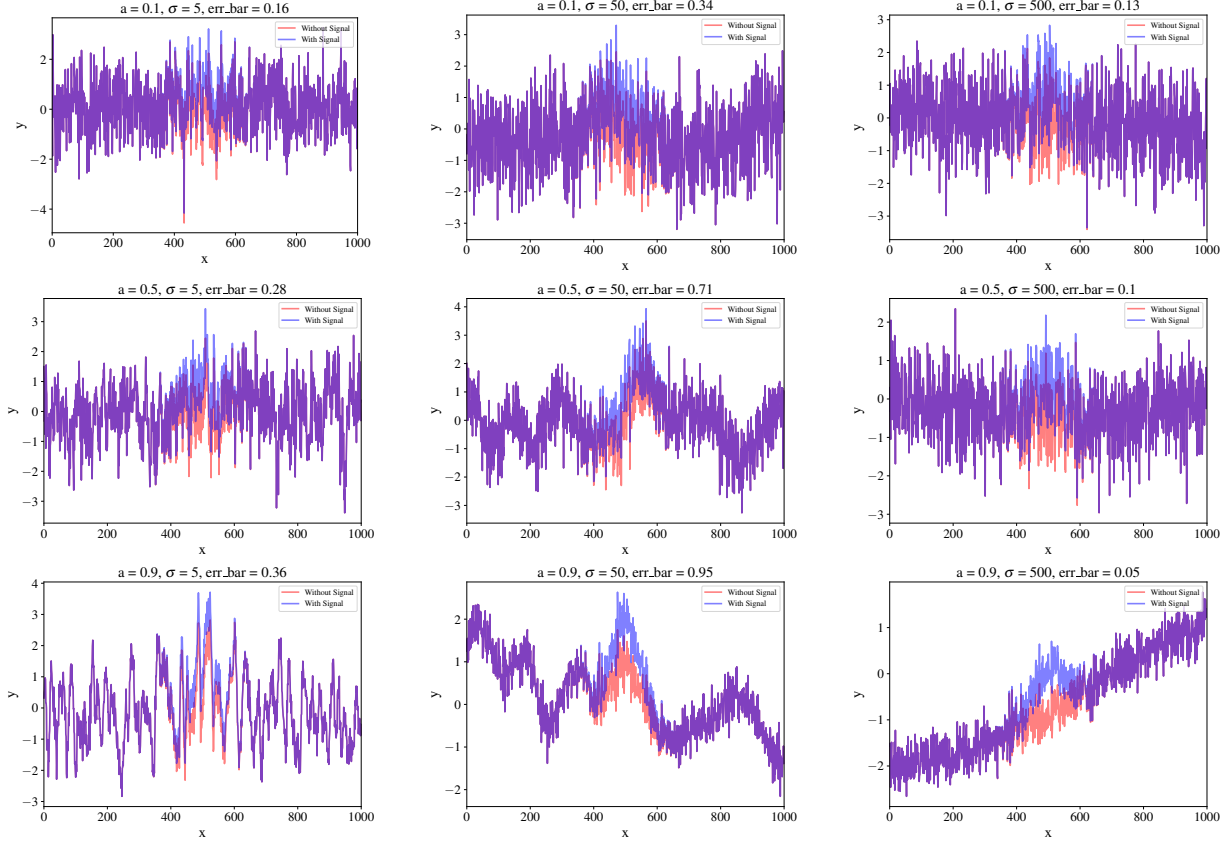 a = 0.1, σ = 5, err_bar = 0.16
Without Signal
With Signal
2
0
−2
−4
y
0
200
400
600
800
1000
x
a = 0.1, σ = 50, err_bar = 0.34
Without Signal
With Signal
3
2
1
0
−1
−2
−3
y
0
200
400
600
800
1000
x
a = 0.1, σ = 500, err_bar = 0.13
Without Signal
With Signal
3
2
1
0
−1
−2
−3
y
0
200
400
600
800
1000
x
a = 0.5, σ = 5, err_bar = 0.28
Without Signal
With Signal
3
2
1
0
−1
−2
−3
y
0
200
400
600
800
1000
x
a = 0.5, σ = 50, err_bar = 0.71
Without Signal
With Signal
4
3
2
1
0
−1
−2
−3
y
0
200
400
600
800
1000
x
a = 0.5, σ = 500, err_bar = 0.1
Without Signal
With Signal
2
1
0
−1
−2
−3
y
0
200
400
600
800
1000
x
a = 0.9, σ = 5, err_bar = 0.36
Without Signal
With Signal
4
3
2
1
0
−1
−2
−3
y
0
200
400
600
800
1000
x
a = 0.9, σ = 50, err_bar = 0.95
Without Signal
With Signal
2
1
0
−1
−2
y
0
200
400
600
800
1000
x
a = 0.9, σ = 500, err_bar = 0.05
Without Signal
With Signal
1
0
−1
−2
y
0
200
400
600
800
1000
x